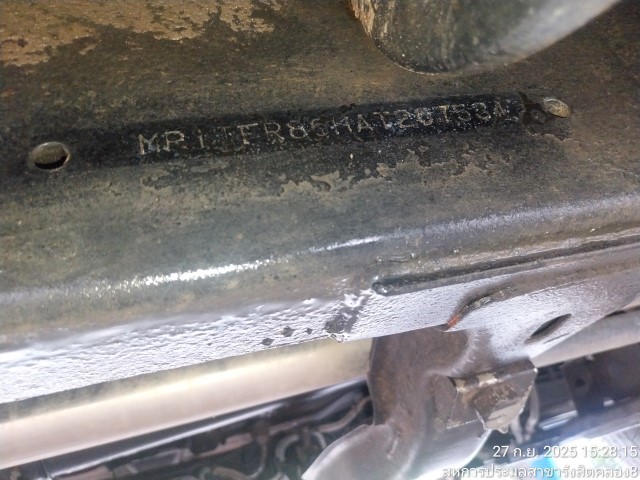 MP1TFR86HAT26753A
27 ก.ย. 2025 15:28:15
สหการประมูลสาขารังสิตคลอง8